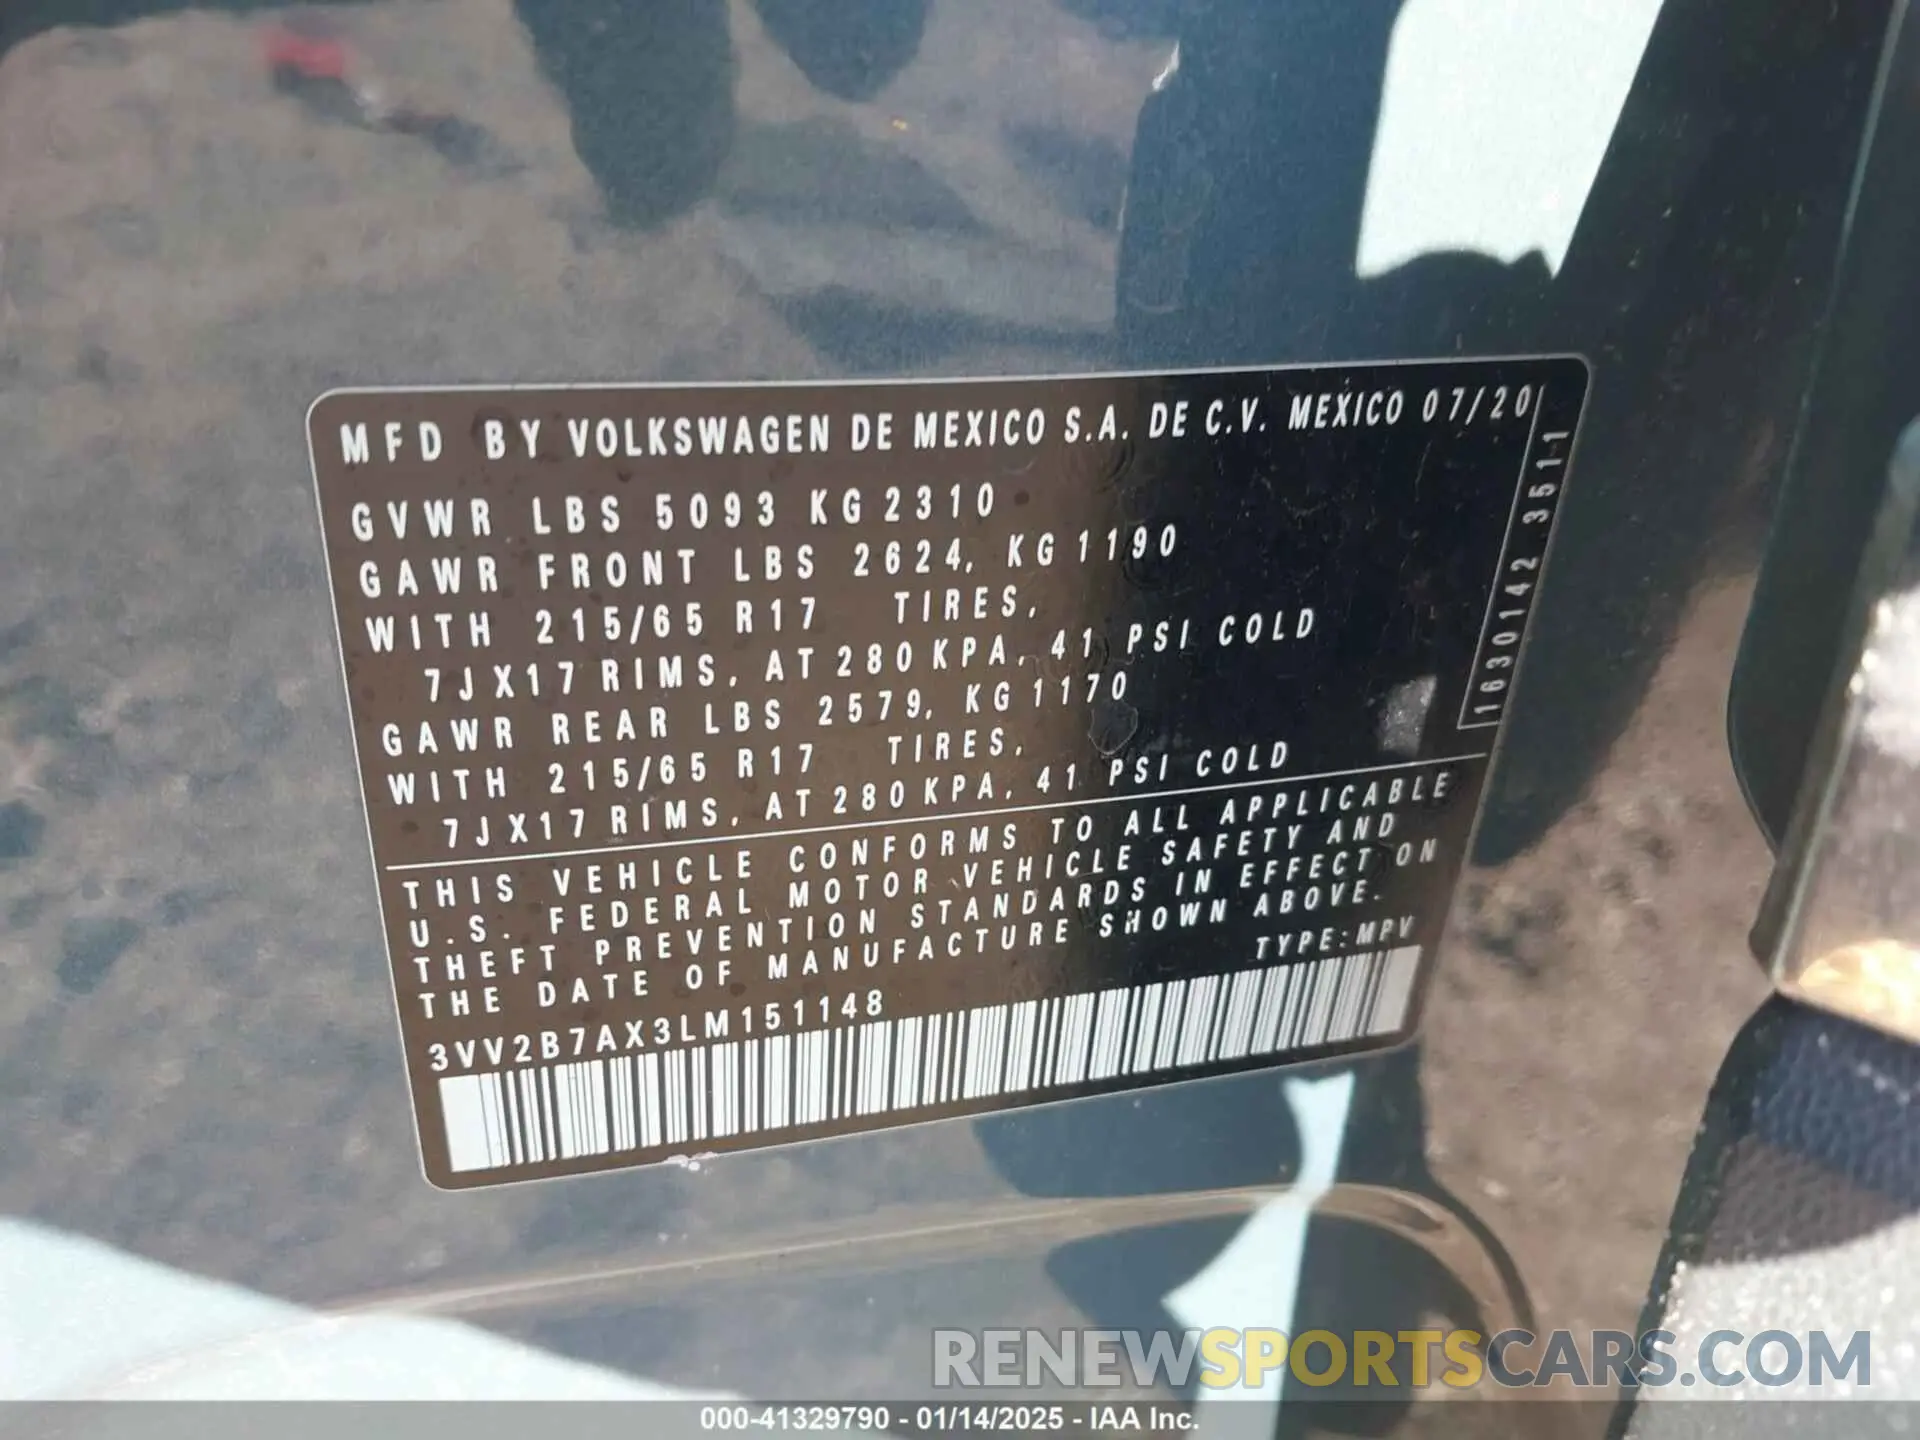 MFD BY VOLKSWAGEN DE MEXICO S.A. DE C.V. MEXICO 07/20
GVWR LBS 5093 KG 2310
GAWR FRONT LBS 2624, KG 1190
WITH 215/65 R17 TIRES,
7JX17 RIMS, AT 280 KPA, 41 PSI COLD
GAWR REAR LBS 2579, KG 1170
WITH 215/65 R17 TIRES,
7JX17 RIMS, AT 280 KPA, 41 PSI COLD
1630142 3511
THIS VEHICLE CONFORMS TO ALL APPLICABLE
U.S. FEDERAL MOTOR VEHICLE SAFETY AND
THEFT PREVENTION STANDARDS IN EFFECT ON
THE DATE OF MANUFACTURE SHOWN ABOVE.
TYPE:MPV
3VV2B7AX3LM151148
RENEWSPORTSCARS.COM
000-41329790 - 01/14/2025 - IAA Inc.